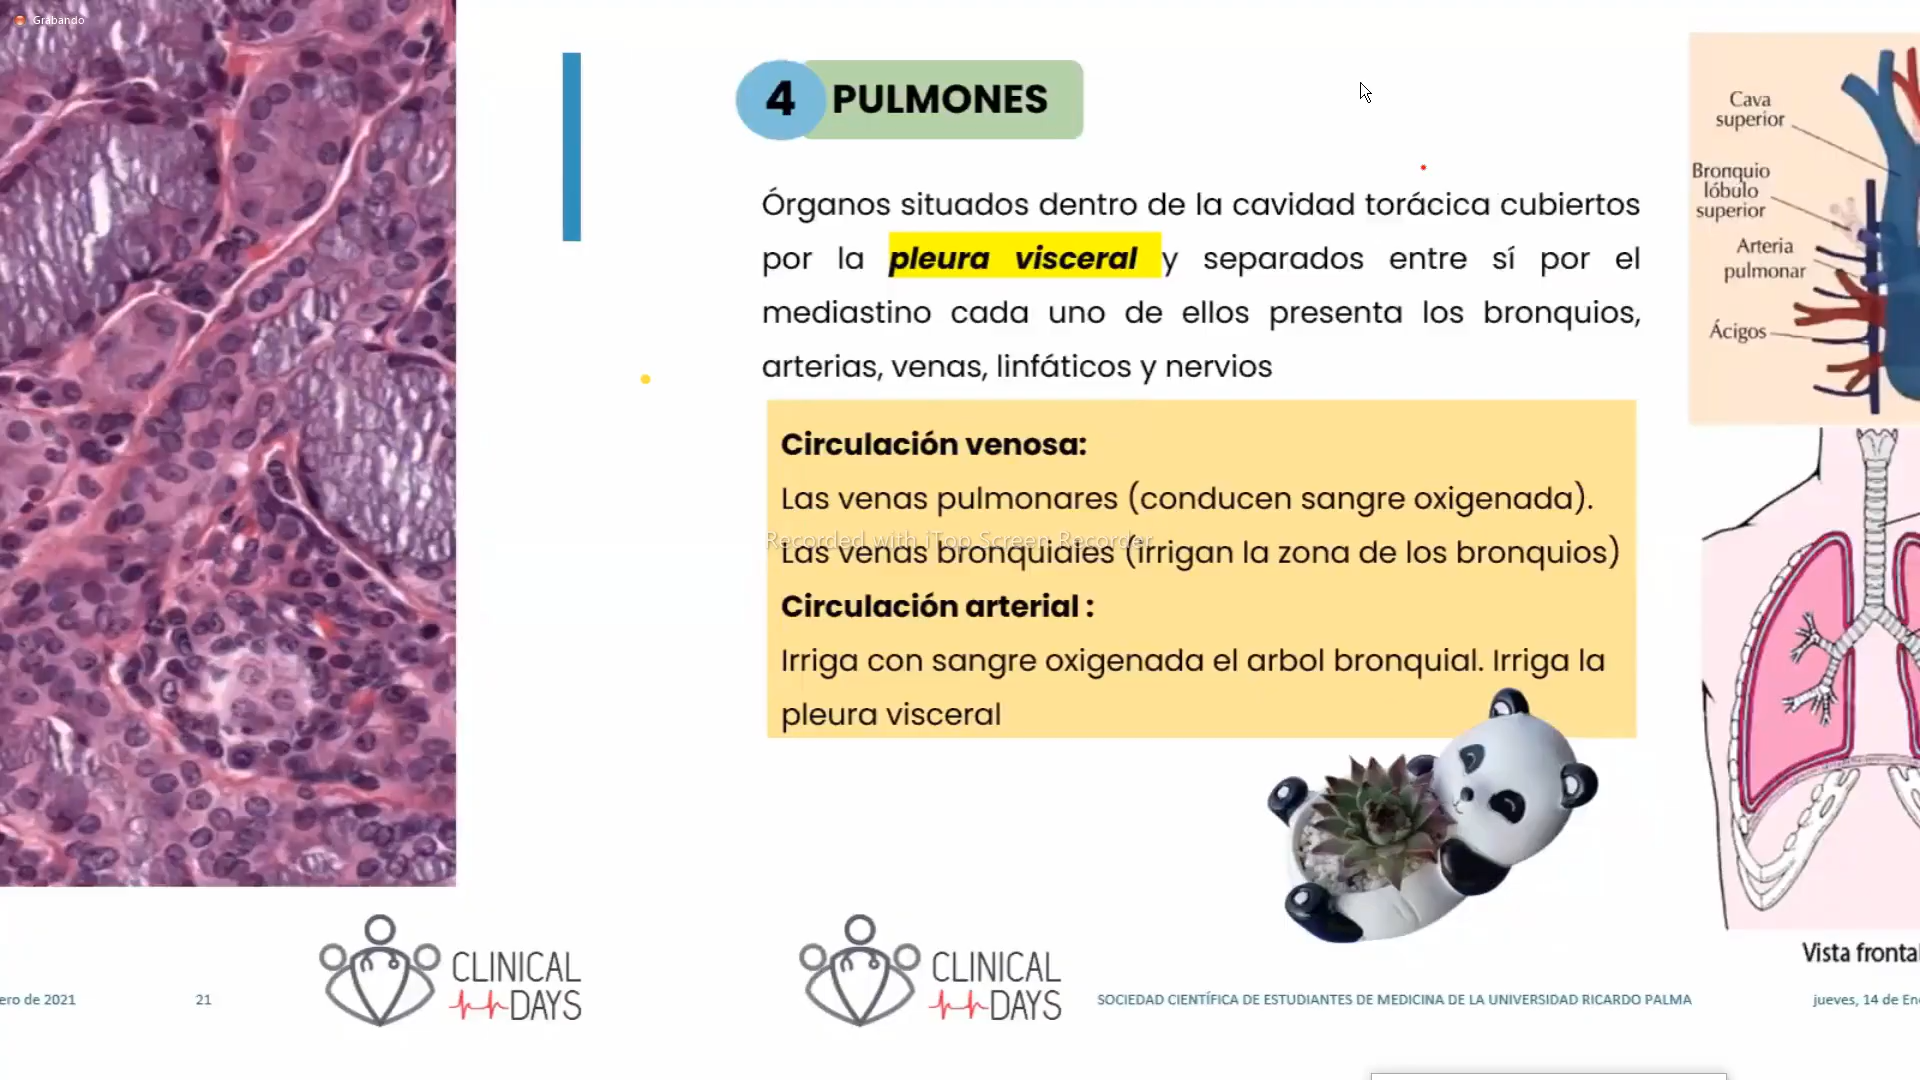 Grabando
4 PULMONES
Órganos situados dentro de la cavidad torácica cubiertos
por la pleura visceral y separados entre sí por el
mediastino cada uno de ellos presenta los bronquios,
arterias, venas, linfáticos y nervios
Circulación venosa:
Las venas pulmonares (conducen sangre oxigenada).
Recorded with iTop Screen Recorder
Las venas bronquiales (irrigan la zona de los bronquios)
Circulación arterial :
Irriga con sangre oxigenada el arbol bronquial. Irriga la
pleura visceral
Cava
superior
Bronquio
lóbulo
superior
Arteria
pulmonar
Ácigos
Vista frontal
ero de 2021
21
CLINICAL
DAYS
CLINICAL
DAYS
SOCIEDAD CIENTÍFICA DE ESTUDIANTES DE MEDICINA DE LA UNIVERSIDAD RICARDO PALMA
jueves, 14 de En